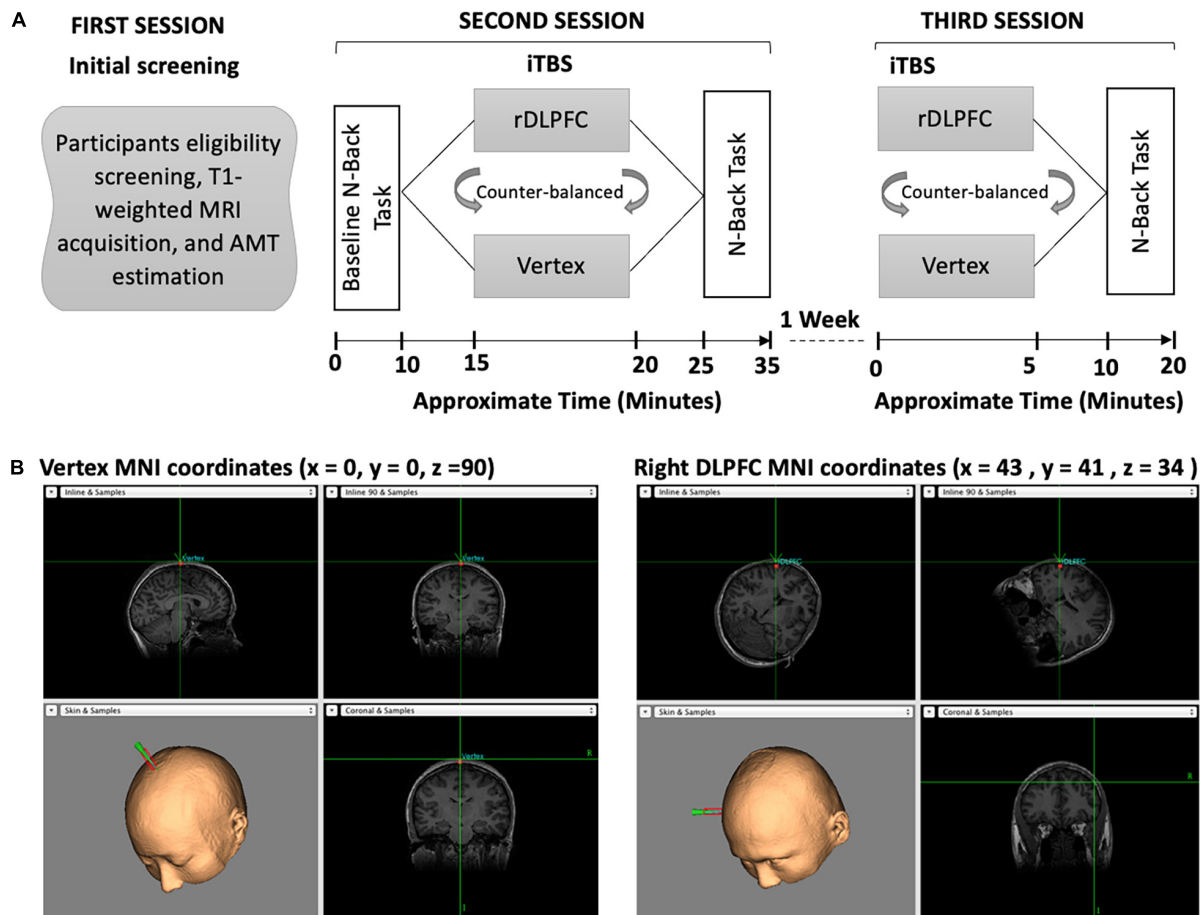 A
FIRST SESSION
Initial screening
Participants eligibility
screening, T1-
weighted MRI
acquisition, and AMT
estimation
SECOND SESSION
iTBS
Baseline N-Back
Task
rDLPFC
Counter-balanced
Vertex
N-Back Task
0 10 15 20 25 35
Approximate Time (Minutes)
1 Week
THIRD SESSION
iTBS
rDLPFC
Counter-balanced
Vertex
N-Back Task
0 5 10 20
Approximate Time (Minutes)
B
Vertex MNI coordinates (x = 0, y = 0, z =90)
Inline & Samples
Vertex
Inline 90 & Samples
Vertex
Skin & Samples
Coronal & Samples
Vertex
R
I
Right DLPFC MNI coordinates (x = 43 , y = 41 , z = 34 )
Inline & Samples
rDLPFC
Inline 90 & Samples
rDLPFC
Skin & Samples
Coronal & Samples
R
I